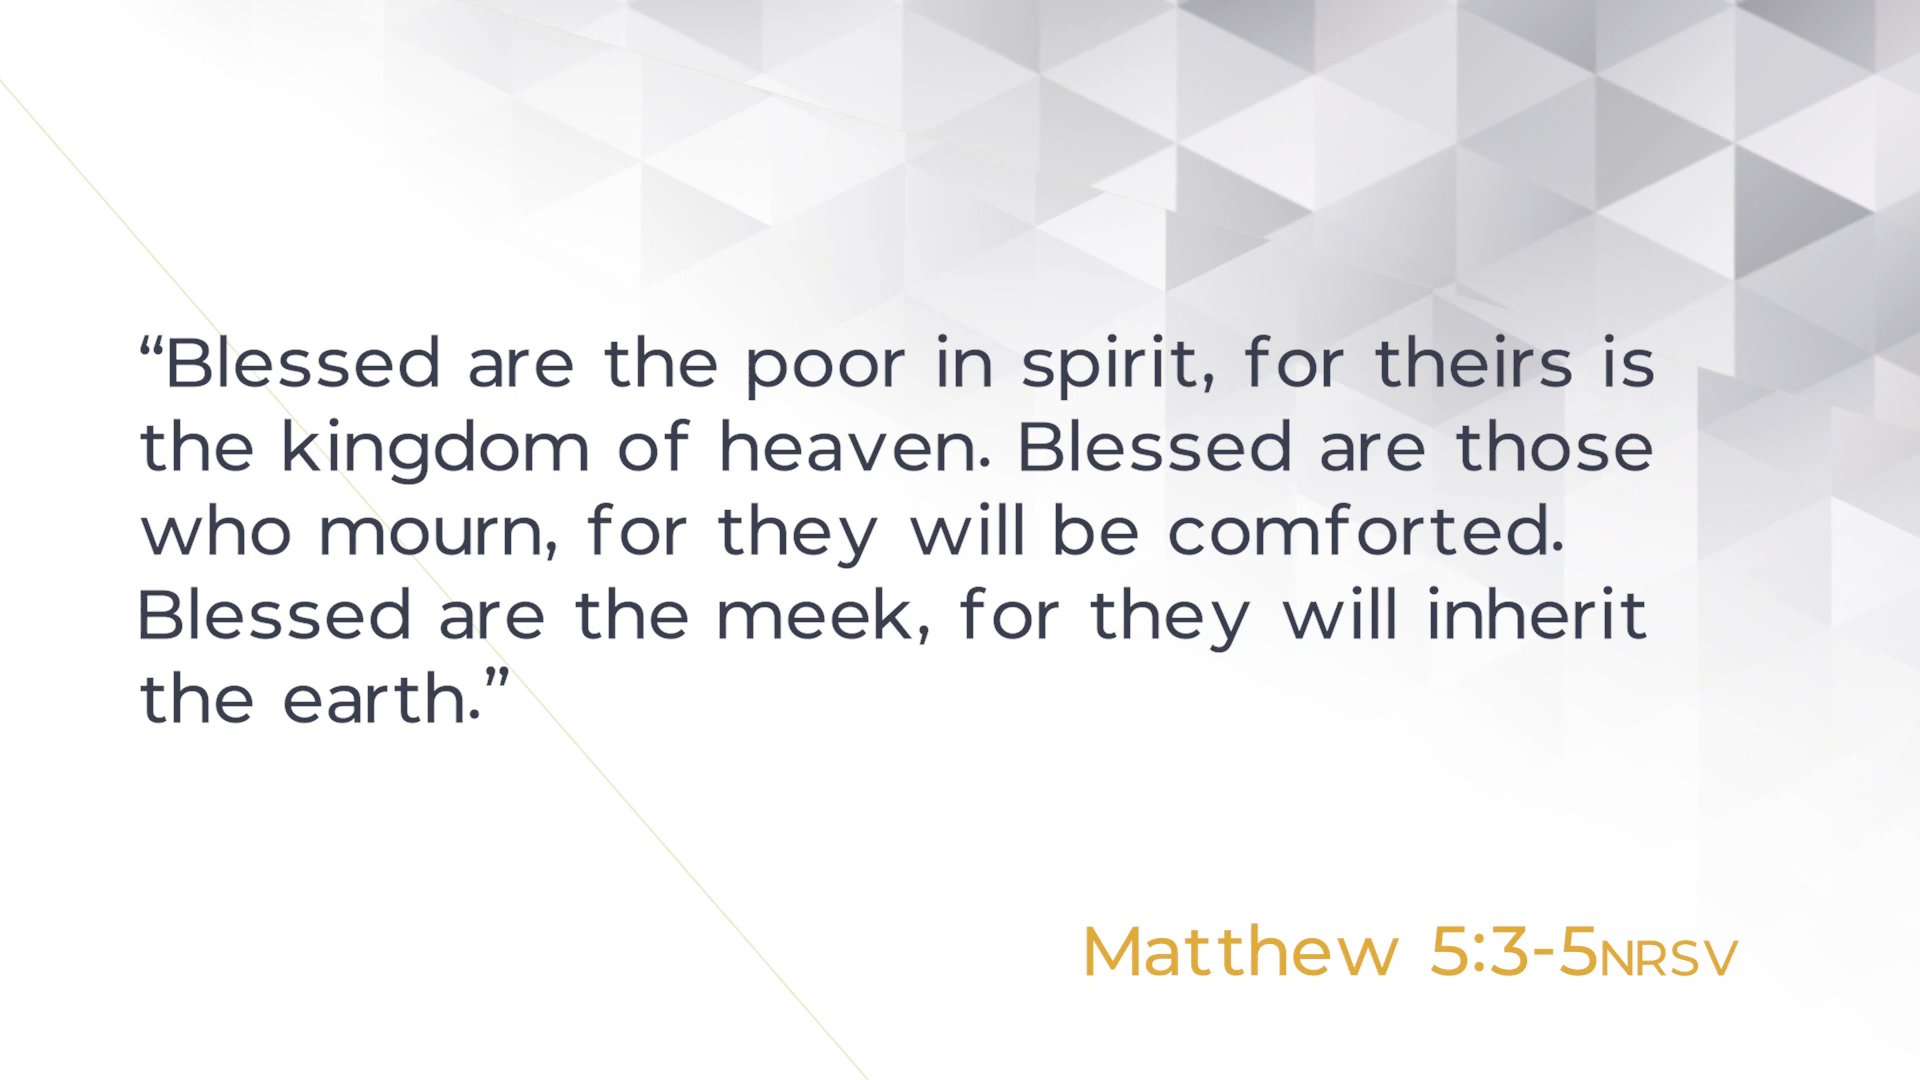 “Blessed are the poor in spirit, for theirs is
the kingdom of heaven. Blessed are those
who mourn, for they will be comforted.
Blessed are the meek, for they will inherit
the earth.”
Matthew 5:3-5NRSV